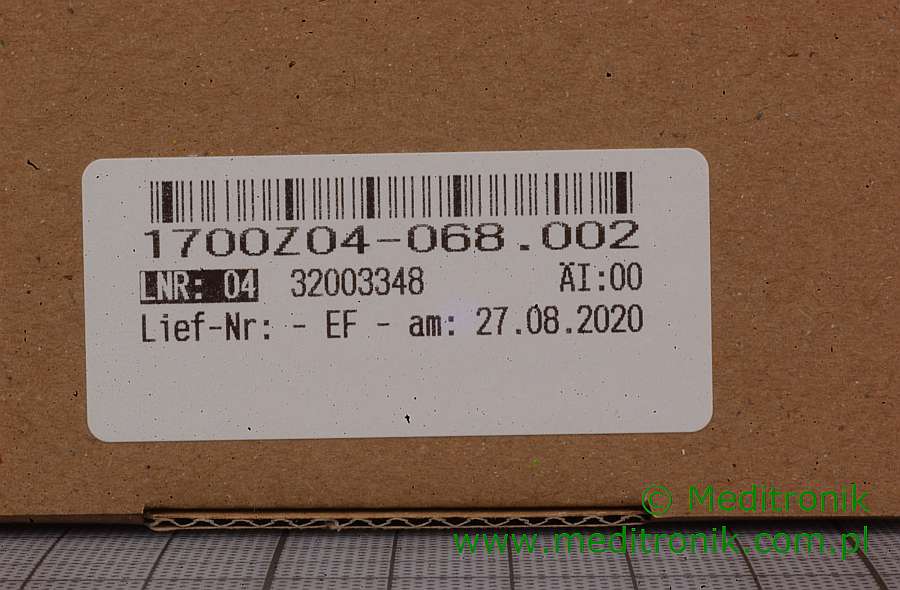 1700Z04-068.002
LNR: 04 32003348 ÄI:00
Lief-Nr: - EF - am: 27.08.2020
© Meditronik
www.meditronik.com.pl